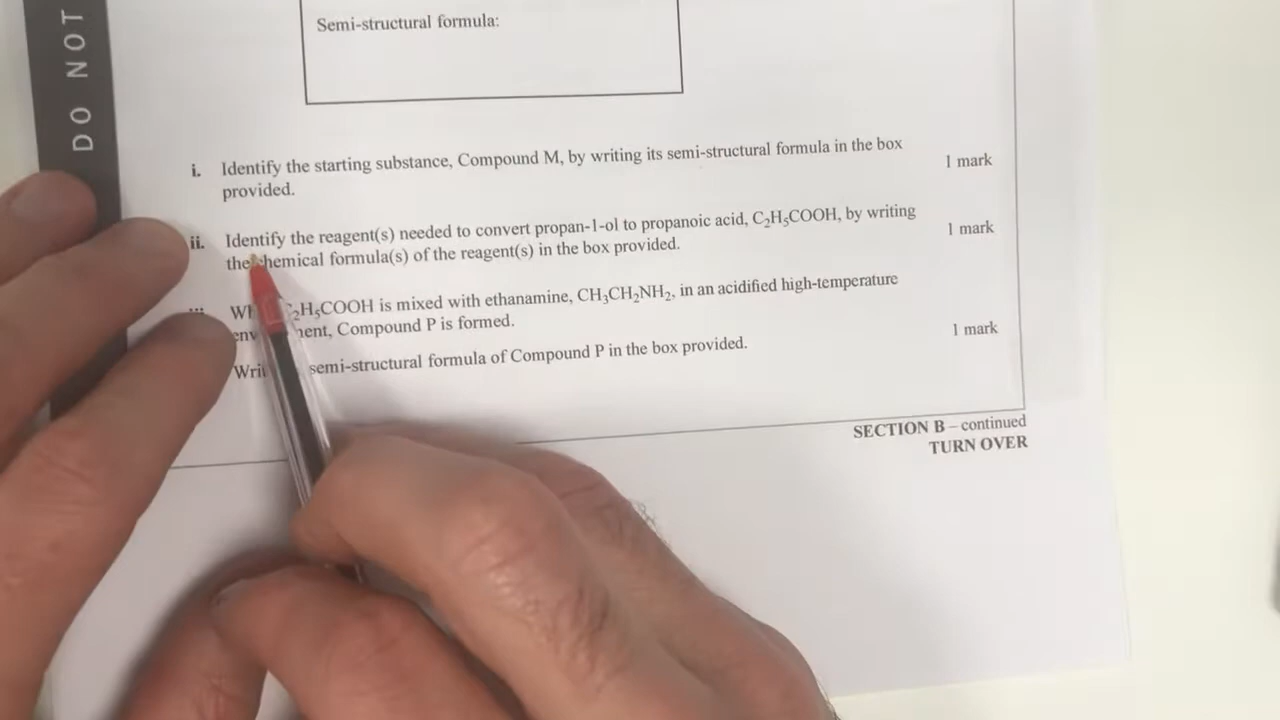 DO NOT
Semi-structural formula:
i. Identify the starting substance, Compound M, by writing its semi-structural formula in the box
provided.
1 mark
ii. Identify the reagent(s) needed to convert propan-1-ol to propanoic acid, C₂H₅COOH, by writing
the chemical formula(s) of the reagent(s) in the box provided.
1 mark
C₂H₅COOH is mixed with ethanamine, CH₃CH₂NH₂, in an acidified high-temperature
Compound P is formed.
semi-structural formula of Compound P in the box provided.
1 mark
SECTION B – continued
TURN OVER